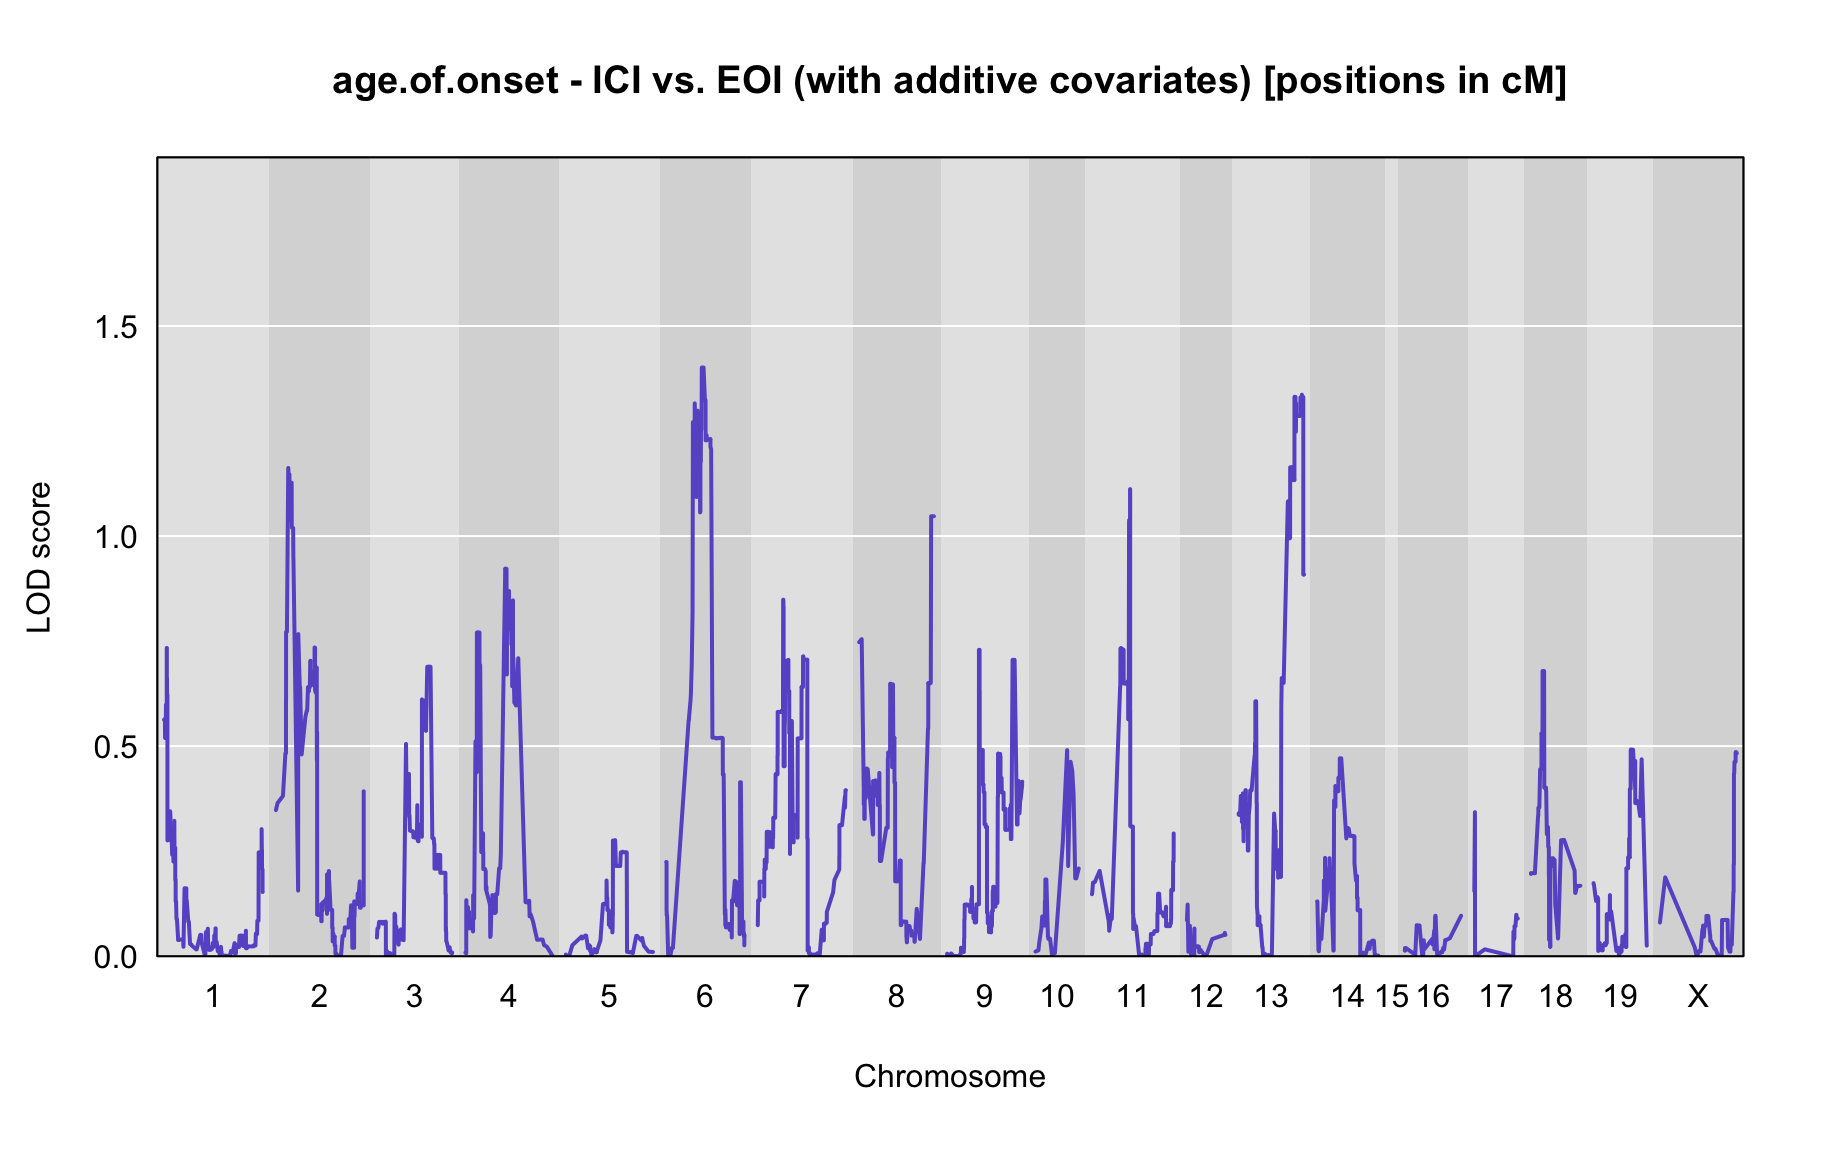 age.of.onset - ICI vs. EOI (with additive covariates) [positions in cM]
LOD score
1.5
1.0
0.5
0.0
1 2 3 4 5 6 7 8 9 10 11 12 13 14 15 16 17 18 19 X
Chromosome